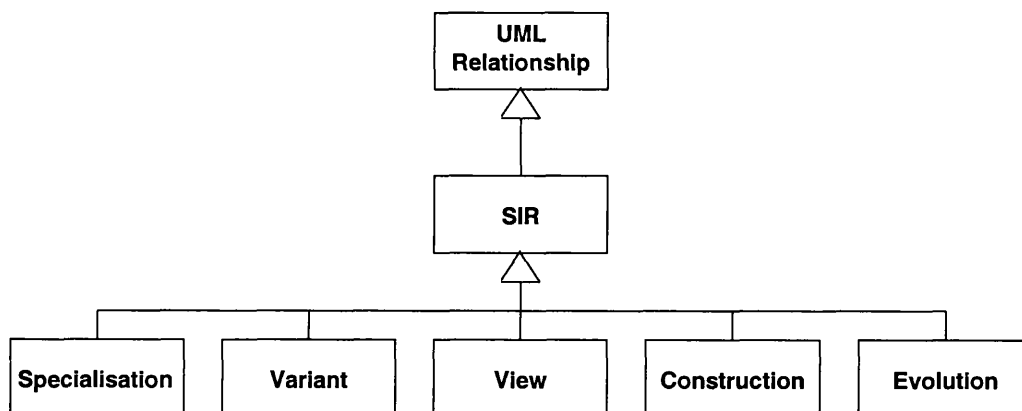 UML
Relationship
SIR
Specialisation
Variant
View
Construction
Evolution